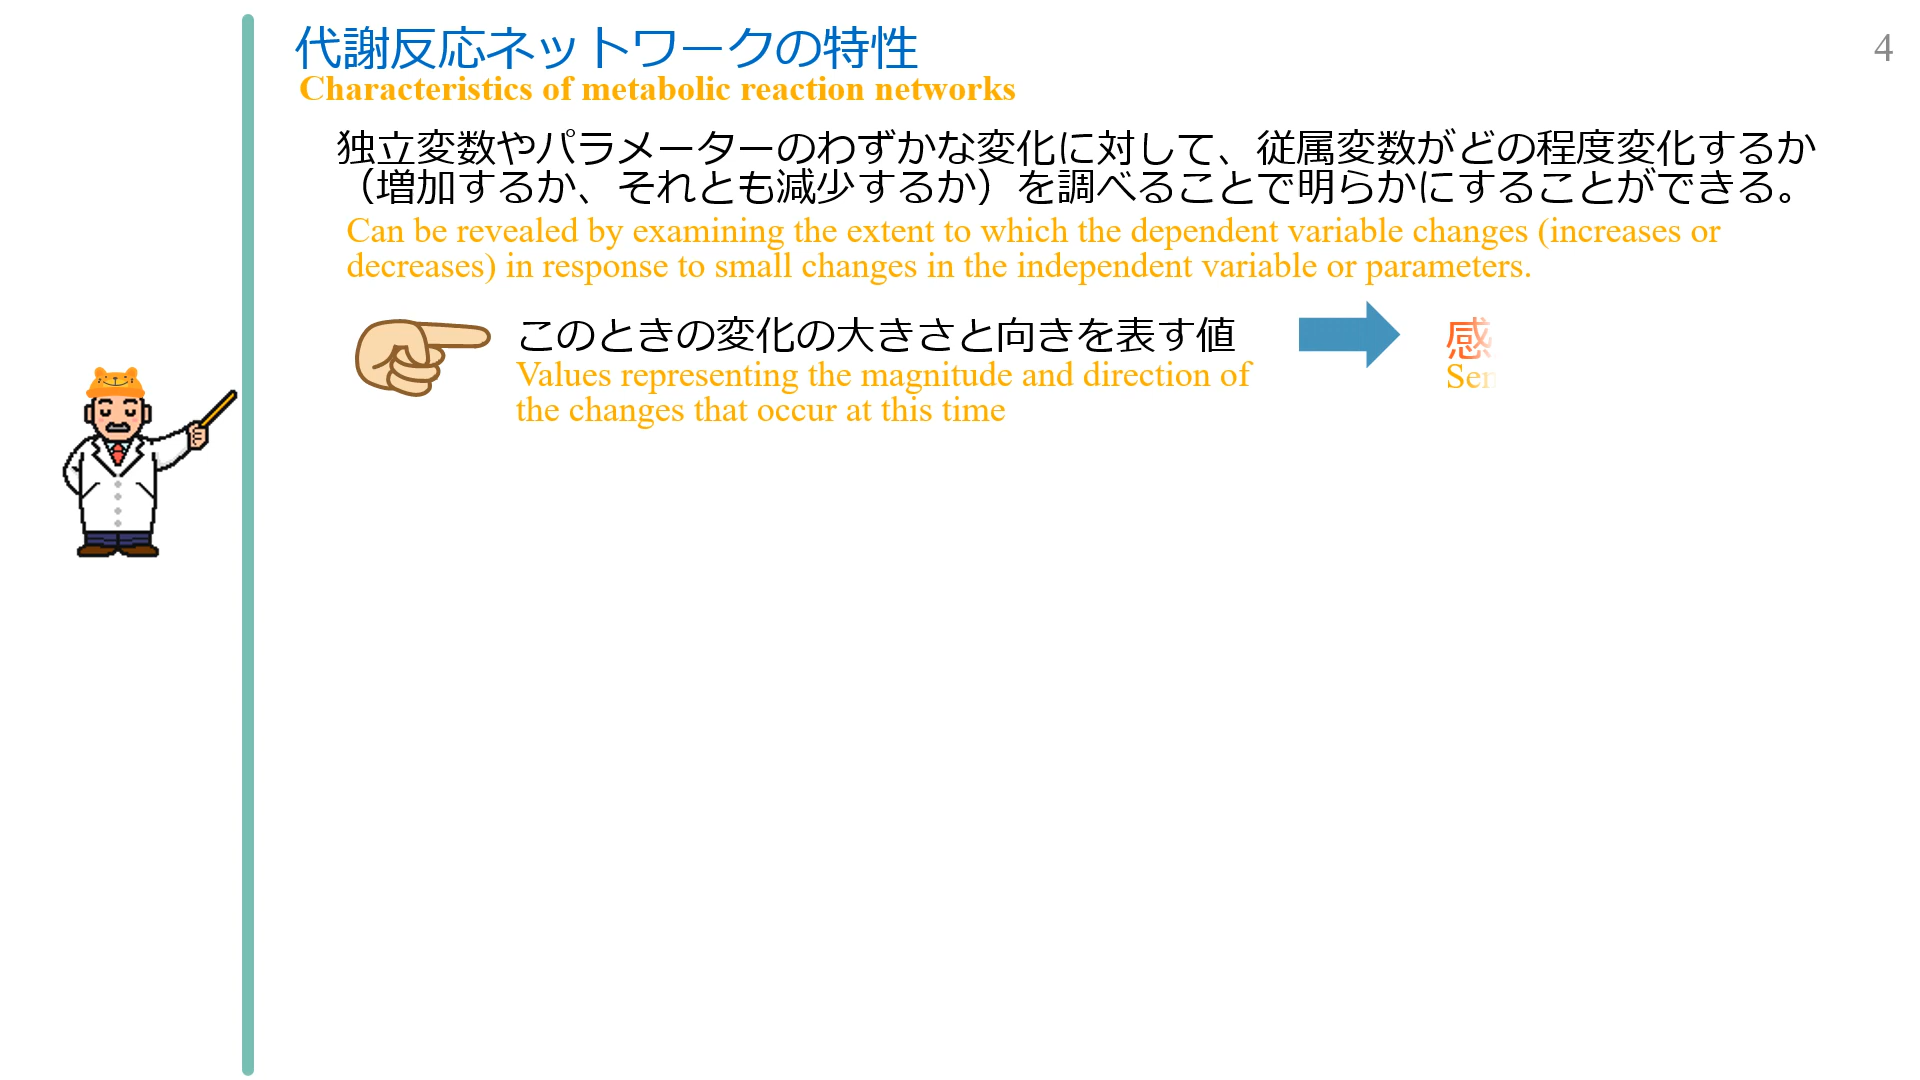 代謝反応ネットワークの特性
4
Characteristics of metabolic reaction networks
独立変数やパラメーターのわずかな変化に対して、従属変数がどの程度変化するか
（増加するか、それとも減少するか）を調べることで明らかにすることができる。
Can be revealed by examining the extent to which the dependent variable changes (increases or
decreases) in response to small changes in the independent variable or parameters.
このときの変化の大きさと向きを表す値
Values representing the magnitude and direction of
the changes that occur at this time
感